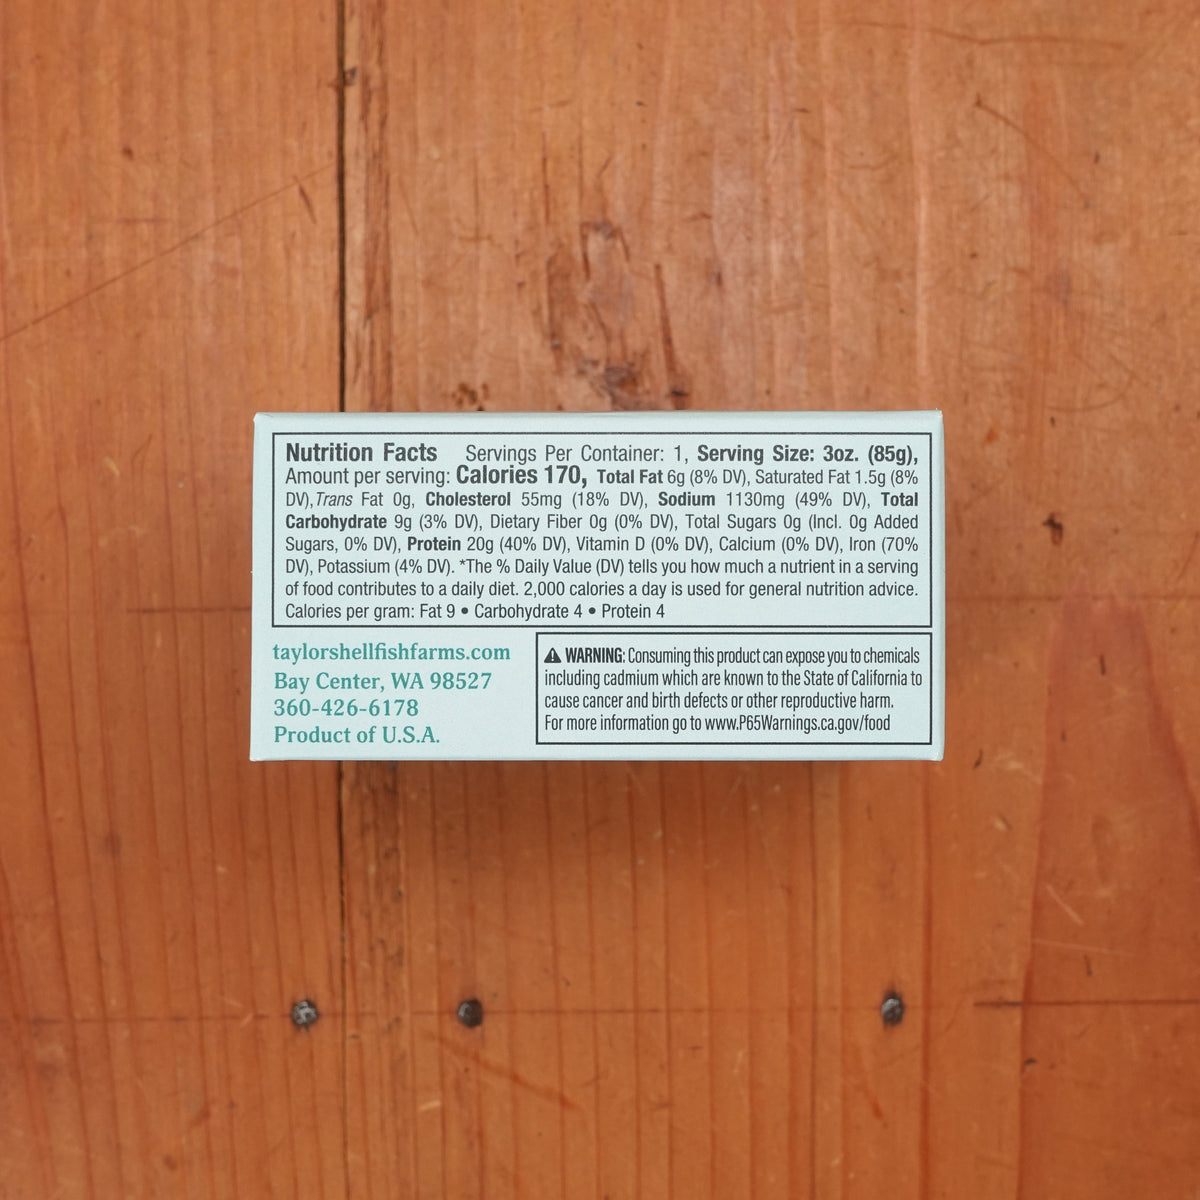 Nutrition Facts Servings Per Container: 1, Serving Size: 3oz. (85g),
Amount per serving: Calories 170, Total Fat 6g (8% DV), Saturated Fat 1.5g (8%
DV), Trans Fat 0g, Cholesterol 55mg (18% DV), Sodium 1130mg (49% DV), Total
Carbohydrate 9g (3% DV), Dietary Fiber 0g (0% DV), Total Sugars 0g (Incl. 0g Added
Sugars, 0% DV), Protein 20g (40% DV), Vitamin D (0% DV), Calcium (0% DV), Iron (70%
DV), Potassium (4% DV). *The % Daily Value (DV) tells you how much a nutrient in a serving
of food contributes to a daily diet. 2,000 calories a day is used for general nutrition advice.
Calories per gram: Fat 9 • Carbohydrate 4 • Protein 4
taylorshellfishfarms.com
Bay Center, WA 98527
360-426-6178
Product of U.S.A.
⚠ WARNING: Consuming this product can expose you to chemicals
including cadmium which are known to the State of California to
cause cancer and birth defects or other reproductive harm.
For more information go to www.P65Warnings.ca.gov/food